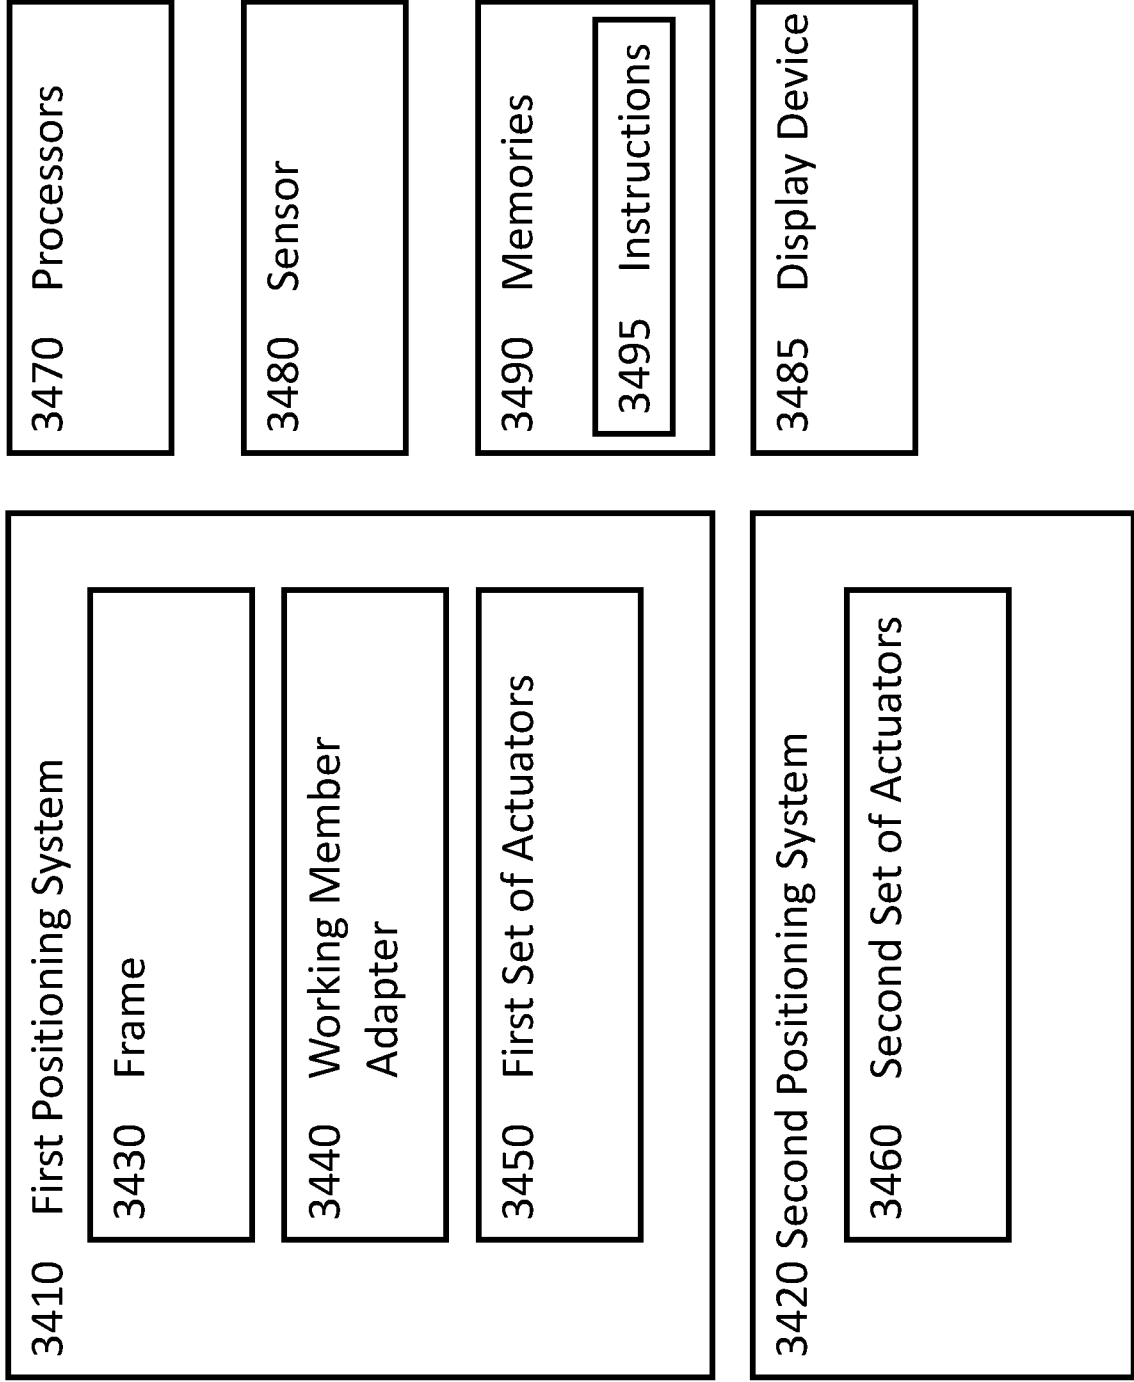 3410 First Positioning System
3430 Frame
3440 Working Member
Adapter
3450 First Set of Actuators
3420 Second Positioning System
3460 Second Set of Actuators
3470 Processors
3480 Sensor
3490 Memories
3495 Instructions
3485 Display Device